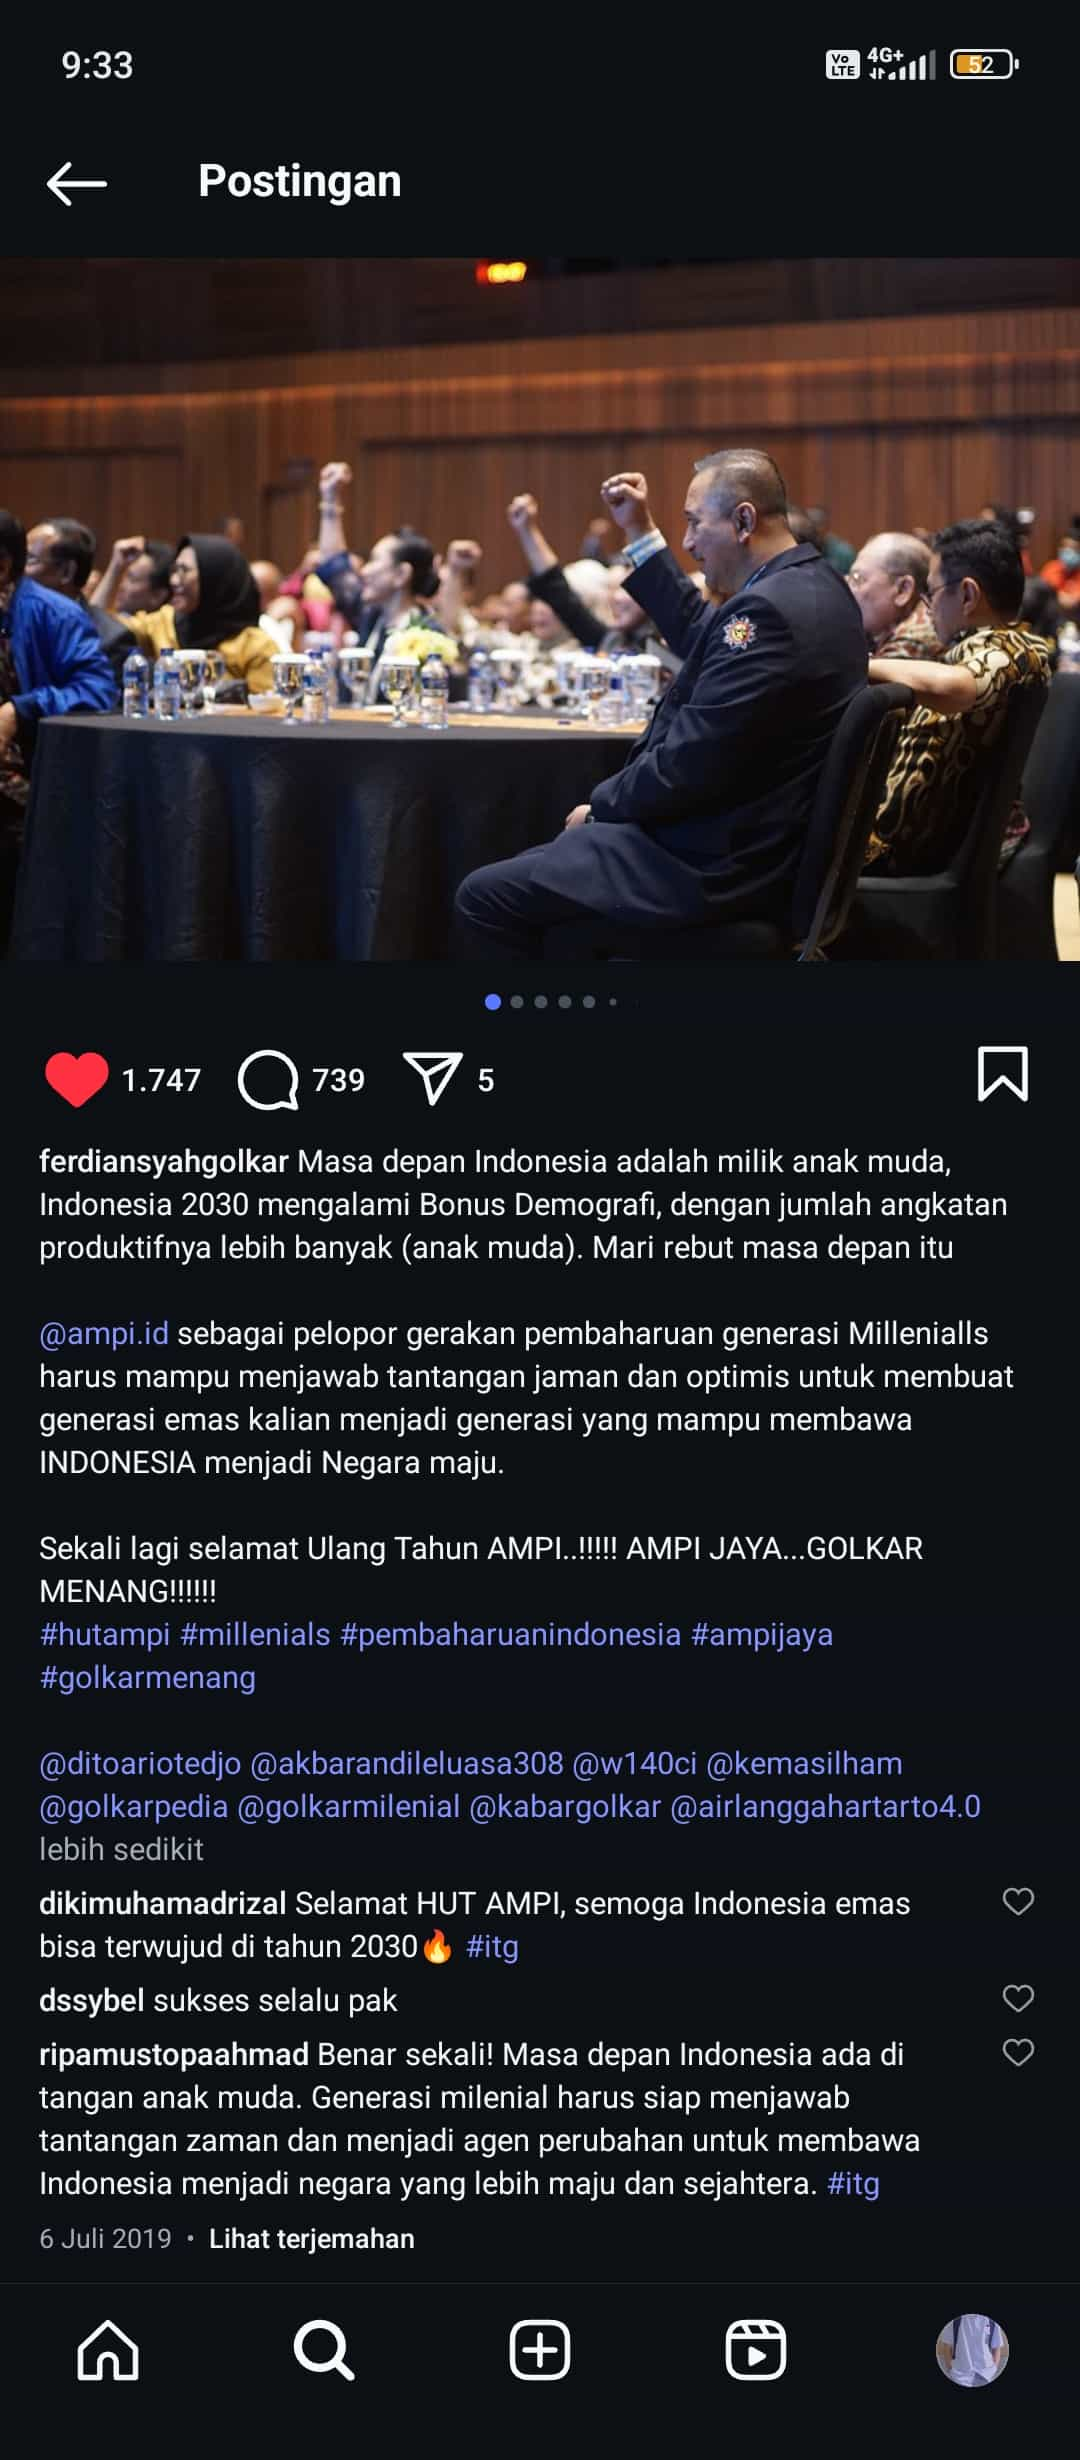 9:33
Vo
LTE
4G+
52
Postingan
1.747
739
5
ferdiansyahgolkar Masa depan Indonesia adalah milik anak muda,
Indonesia 2030 mengalami Bonus Demografi, dengan jumlah angkatan
produktifnya lebih banyak (anak muda). Mari rebut masa depan itu
@ampi.id sebagai pelopor gerakan pembaharuan generasi Millenialls
harus mampu menjawab tantangan jaman dan optimis untuk membuat
generasi emas kalian menjadi generasi yang mampu membawa
INDONESIA menjadi Negara maju.
Sekali lagi selamat Ulang Tahun AMPI..!!!!! AMPI JAYA...GOLKAR
MENANG!!!!!!
#hutampi #millenials #pembaharuanindonesia #ampijaya
#golkarmenang
@ditoariotedjo @akbarandileluasa308 @w140ci @kemasilham
@golkarpedia @golkarmilenial @kabargolkar @airlanggahartarto4.0
lebih sedikit
dikimuhamadrizal Selamat HUT AMPI, semoga Indonesia emas
bisa terwujud di tahun 2030🔥 #itg
dssybel sukses selalu pak
ripamustopaahmad Benar sekali! Masa depan Indonesia ada di
tangan anak muda. Generasi milenial harus siap menjawab
tantangan zaman dan menjadi agen perubahan untuk membawa
Indonesia menjadi negara yang lebih maju dan sejahtera. #itg
6 Juli 2019 • Lihat terjemahan